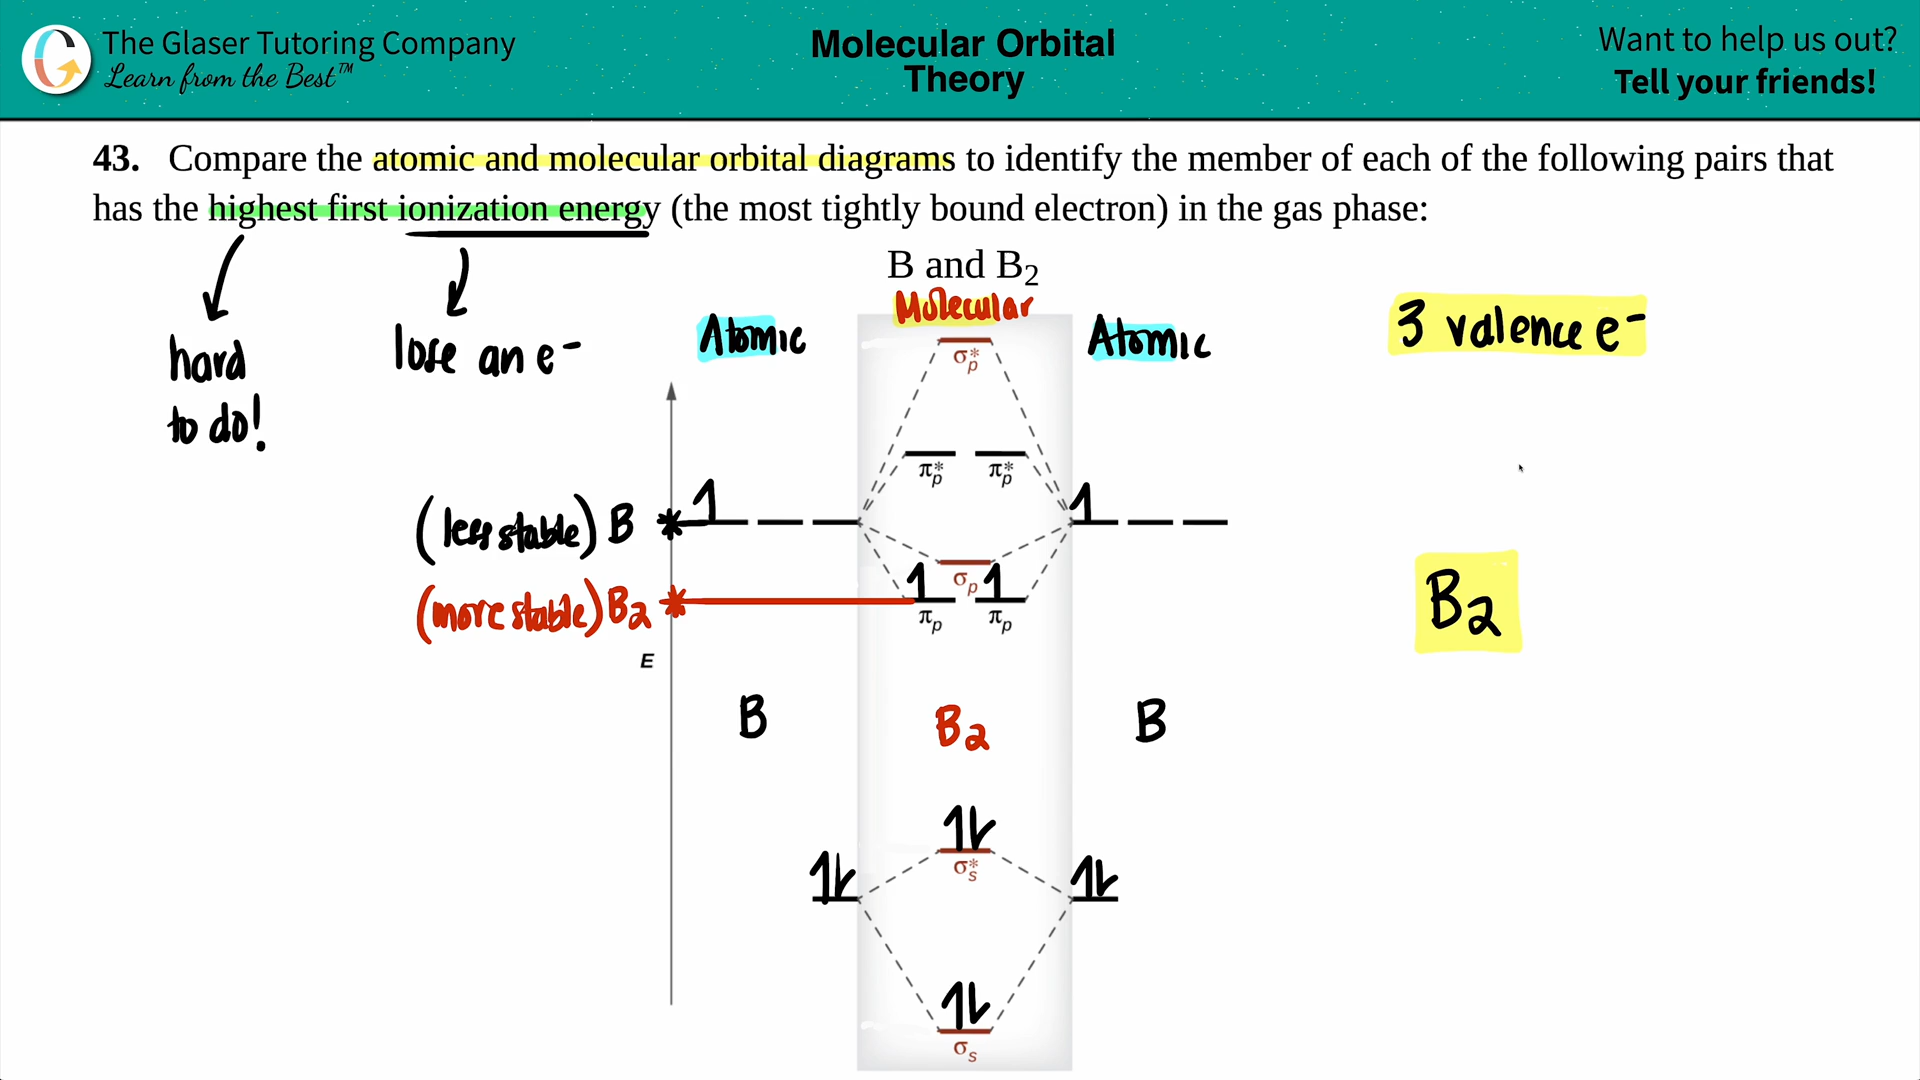 The Glaser Tutoring Company
Learn from the Best™
Molecular Orbital
Theory
Want to help us out?
Tell your friends!
43. Compare the atomic and molecular orbital diagrams to identify the member of each of the following pairs that
has the highest first ionization energy (the most tightly bound electron) in the gas phase:
B and B₂
hard
to do!
lose an e⁻
Atomic
Molecular
Atomic
3 valence e⁻
σₚ*
πₚ* πₚ*
(less stable) B
σₚ
(more stable) B₂
πₚ πₚ
B₂
E
B
B₂
B
σₛ*
σₛ